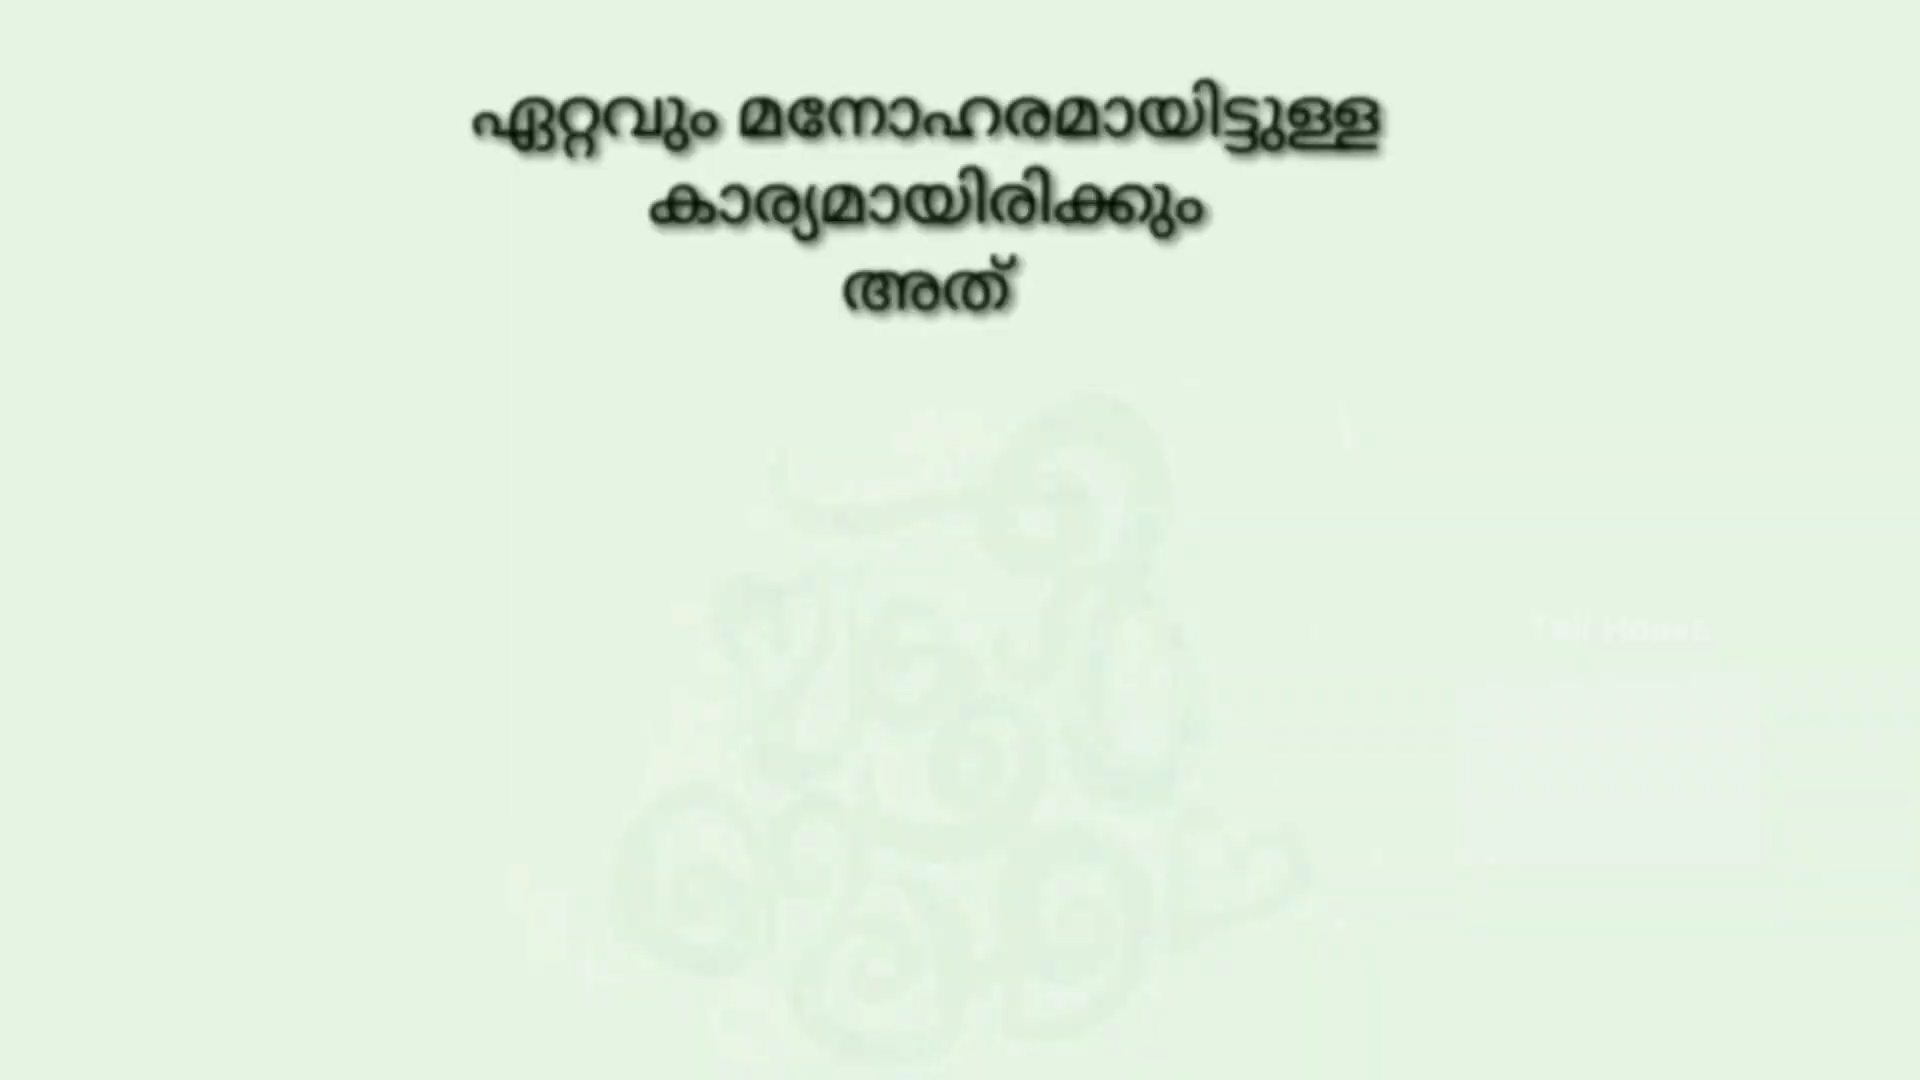 ഏറ്റവും മനോഹരമായിട്ടുള്ള
കാര്യമായിരിക്കും
അത്